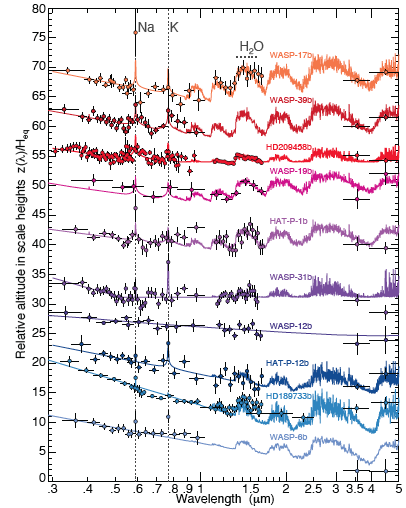 Na K
H2O
Relative altitude in scale heights z(λ)/Heq
80
75
70
65
60
55
50
45
40
35
30
25
20
15
10
5
0
WASP-17b
WASP-39b
HD209458b
WASP-19b
HAT-P-1b
WASP-31b
WASP-12b
HAT-P-12b
HD189733b
WASP-6b
.3 .4 .5 .6 .7 .8 .9 1 1.5 2 2.5 3 3.5 4 5
Wavelength (μm)